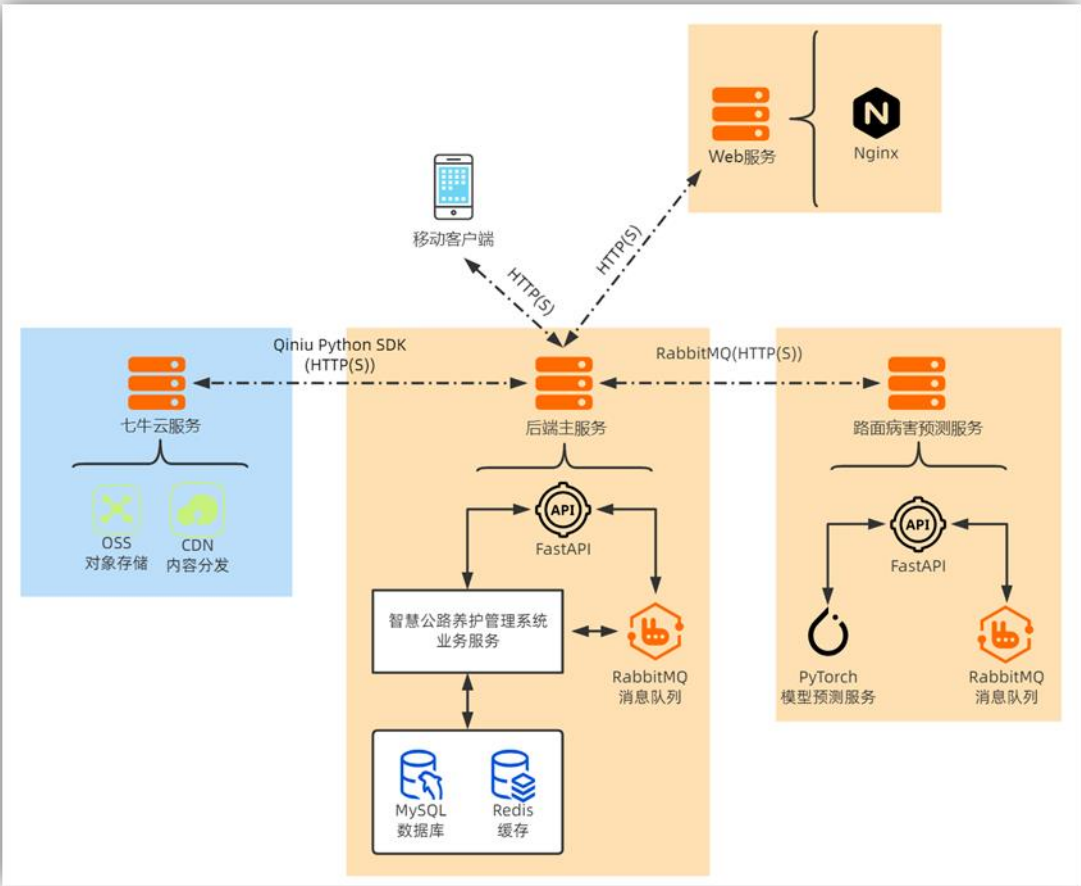 Web服务
N
Nginx
移动客户端
HTTP(S)
HTTP(S)
Qiniu Python SDK
(HTTP(S))
RabbitMQ(HTTP(S))
七牛云服务
后端主服务
路面病害预测服务
OSS
对象存储
CDN
内容分发
API
FastAPI
API
FastAPI
智慧公路养护管理系统
业务服务
RabbitMQ
消息队列
PyTorch
模型预测服务
RabbitMQ
消息队列
MySQL
数据库
Redis
缓存